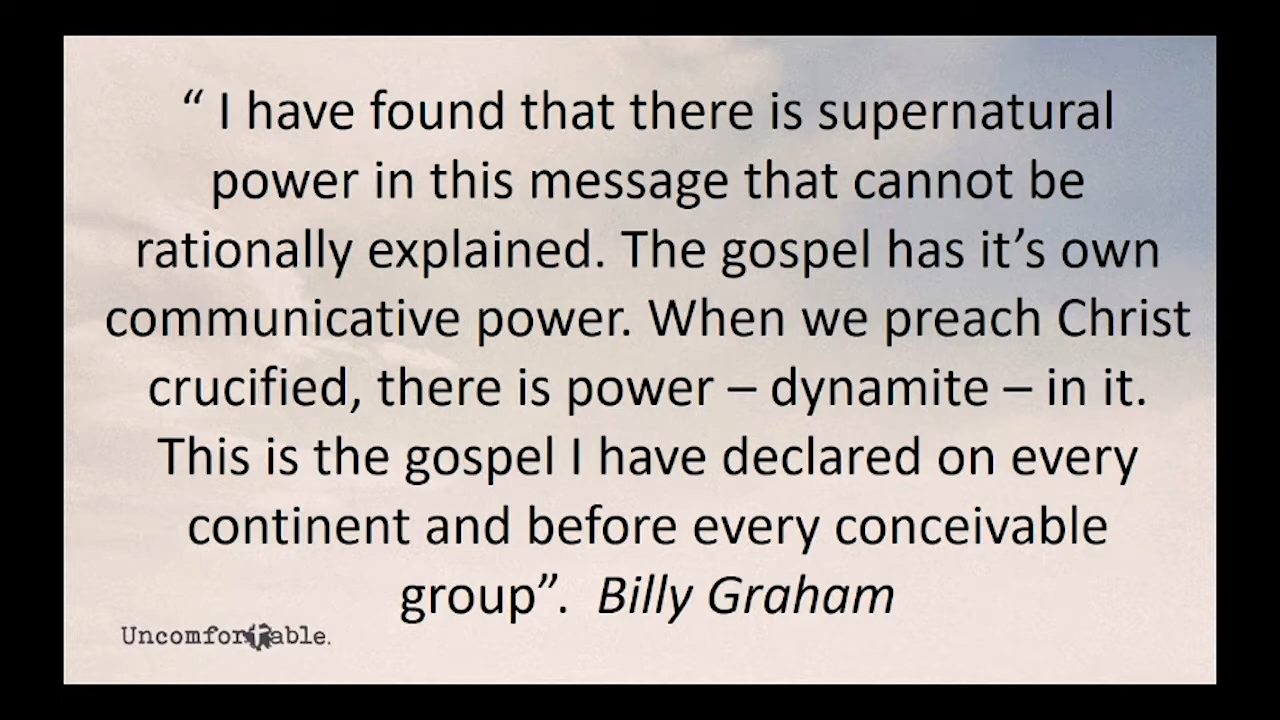 “ I have found that there is supernatural
power in this message that cannot be
rationally explained. The gospel has it’s own
communicative power. When we preach Christ
crucified, there is power – dynamite – in it.
This is the gospel I have declared on every
continent and before every conceivable
group”. Billy Graham
Uncomfortable.